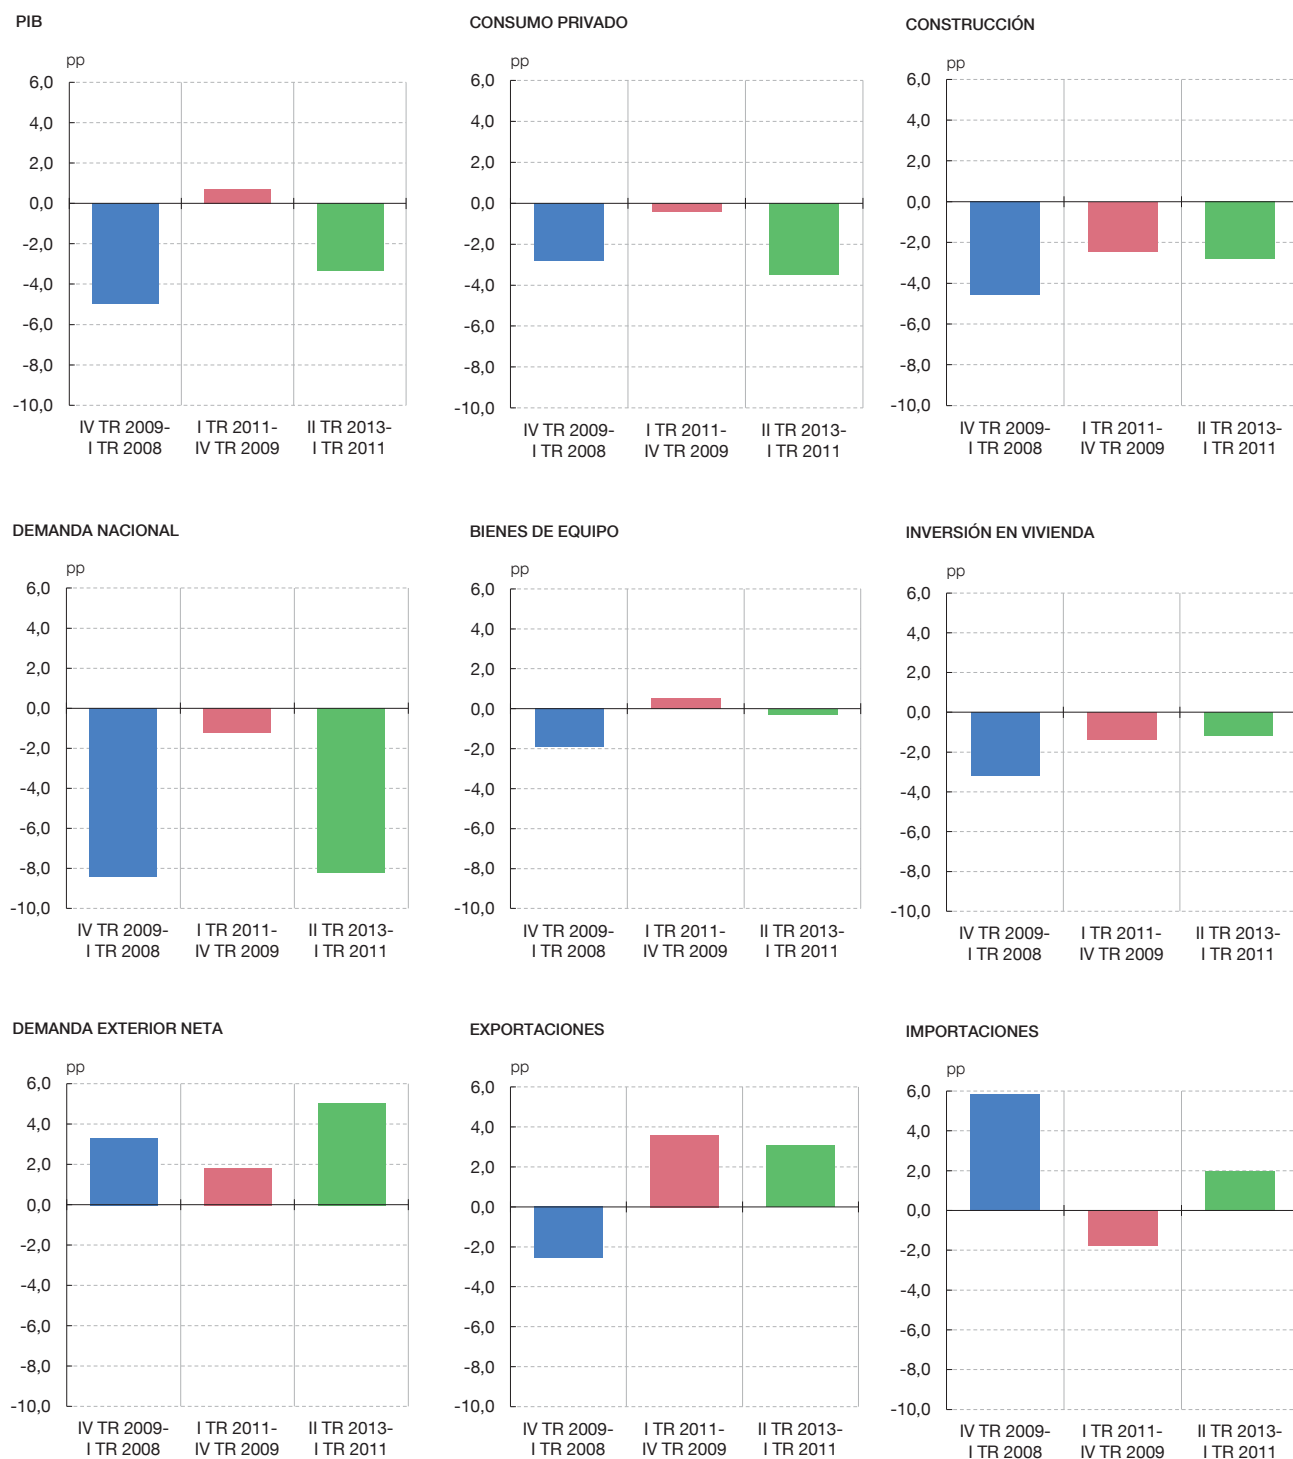 PIB
pp
6,0
4,0
2,0
0,0
-2,0
-4,0
-6,0
-8,0
-10,0
IV TR 2009-
I TR 2008
I TR 2011-
IV TR 2009
II TR 2013-
I TR 2011
CONSUMO PRIVADO
pp
6,0
4,0
2,0
0,0
-2,0
-4,0
-6,0
-8,0
-10,0
IV TR 2009-
I TR 2008
I TR 2011-
IV TR 2009
II TR 2013-
I TR 2011
CONSTRUCCIÓN
pp
6,0
4,0
2,0
0,0
-2,0
-4,0
-6,0
-8,0
-10,0
IV TR 2009-
I TR 2008
I TR 2011-
IV TR 2009
II TR 2013-
I TR 2011
DEMANDA NACIONAL
pp
6,0
4,0
2,0
0,0
-2,0
-4,0
-6,0
-8,0
-10,0
IV TR 2009-
I TR 2008
I TR 2011-
IV TR 2009
II TR 2013-
I TR 2011
BIENES DE EQUIPO
pp
6,0
4,0
2,0
0,0
-2,0
-4,0
-6,0
-8,0
-10,0
IV TR 2009-
I TR 2008
I TR 2011-
IV TR 2009
II TR 2013-
I TR 2011
INVERSIÓN EN VIVIENDA
pp
6,0
4,0
2,0
0,0
-2,0
-4,0
-6,0
-8,0
-10,0
IV TR 2009-
I TR 2008
I TR 2011-
IV TR 2009
II TR 2013-
I TR 2011
DEMANDA EXTERIOR NETA
pp
6,0
4,0
2,0
0,0
-2,0
-4,0
-6,0
-8,0
-10,0
IV TR 2009-
I TR 2008
I TR 2011-
IV TR 2009
II TR 2013-
I TR 2011
EXPORTACIONES
pp
6,0
4,0
2,0
0,0
-2,0
-4,0
-6,0
-8,0
-10,0
IV TR 2009-
I TR 2008
I TR 2011-
IV TR 2009
II TR 2013-
I TR 2011
IMPORTACIONES
pp
6,0
4,0
2,0
0,0
-2,0
-4,0
-6,0
-8,0
-10,0
IV TR 2009-
I TR 2008
I TR 2011-
IV TR 2009
II TR 2013-
I TR 2011